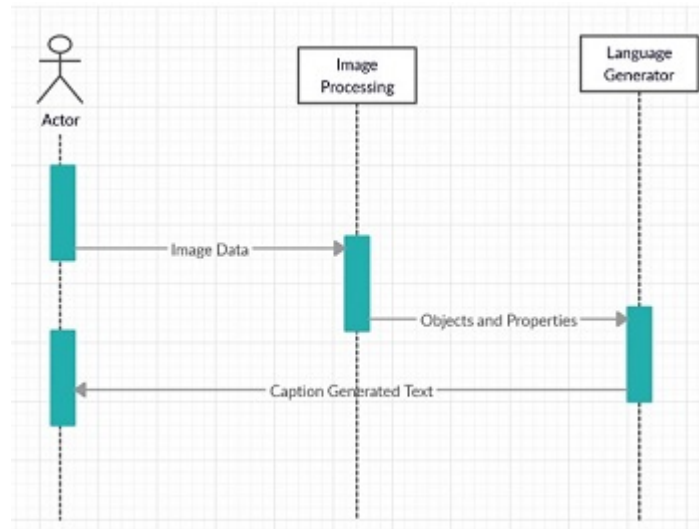 Actor
Image
Processing
Language
Generator
Image Data
Objects and Properties
Caption Generated Text